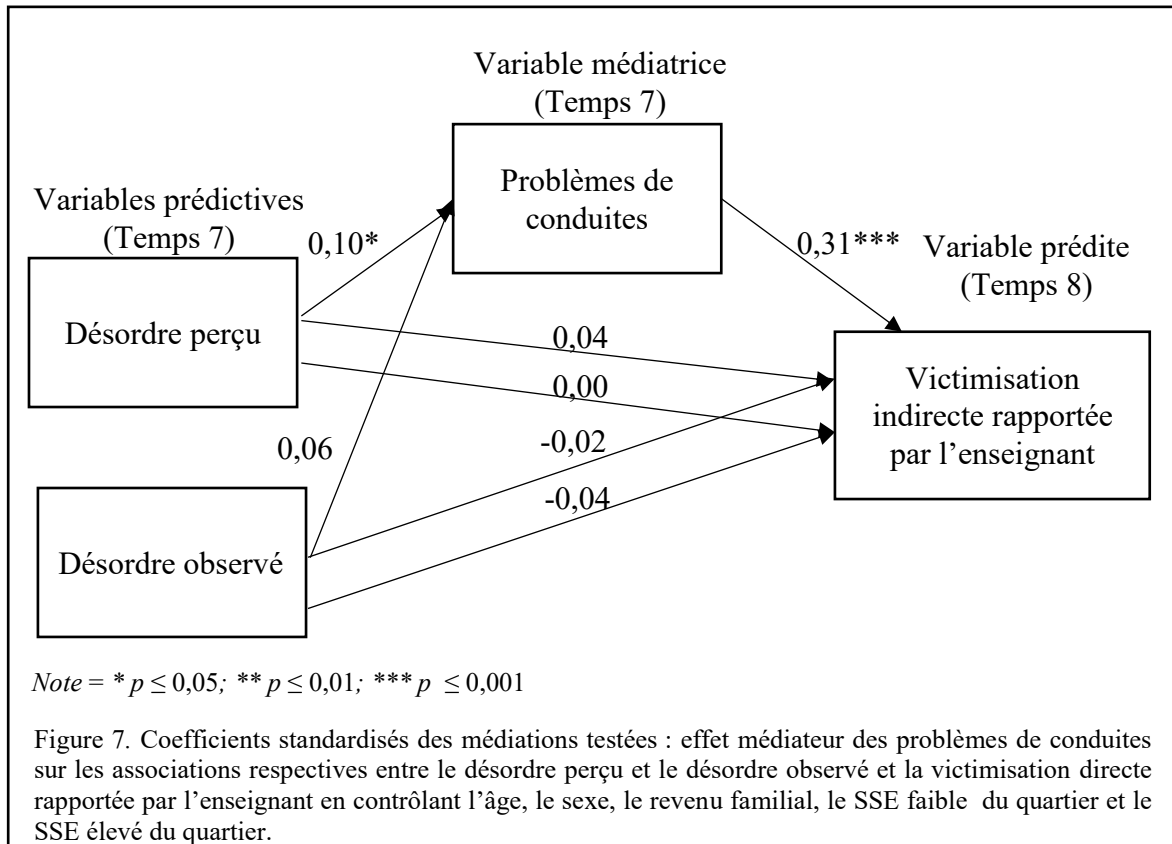 Variable médiatrice
(Temps 7)
Problèmes de
conduites
Variables prédictives
(Temps 7)
0,10*
0,31***
Variable prédite
(Temps 8)
Désordre perçu
0,04
0,00
Victimisation
indirecte rapportée
par l’enseignant
0,06
-0,02
-0,04
Désordre observé
Note = * p ≤ 0,05; ** p ≤ 0,01; *** p ≤ 0,001
Figure 7. Coefficients standardisés des médiations testées : effet médiateur des problèmes de conduites
sur les associations respectives entre le désordre perçu et le désordre observé et la victimisation directe
rapportée par l’enseignant en contrôlant l’âge, le sexe, le revenu familial, le SSE faible du quartier et le
SSE élevé du quartier.